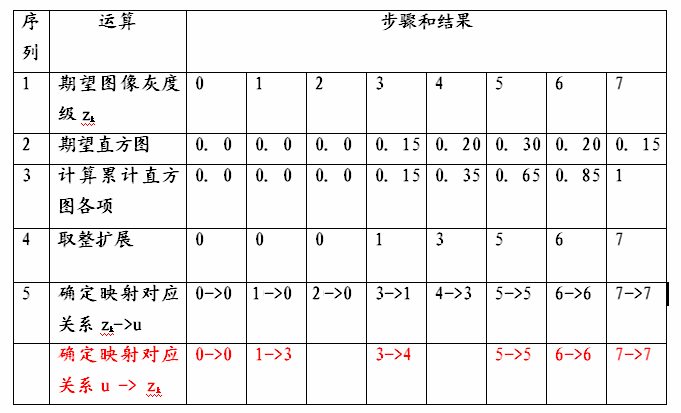 序列 运算 步骤和结果
1 期望图像灰度级 zk 0 1 2 3 4 5 6 7
2 期望直方图 0. 0 0. 0 0. 0 0. 15 0. 20 0. 30 0. 20 0. 15
3 计算累计直方图各项 0. 0 0. 0 0. 0 0. 15 0. 35 0. 65 0. 85 1
4 取整扩展 0 0 0 1 3 5 6 7
5 确定映射对应关系 zk->u 0->0 1->0 2->0 3->1 4->3 5->5 6->6 7->7
确定映射对应关系 u -> zk 0->0 1->3 3->4 5->5 6->6 7->7